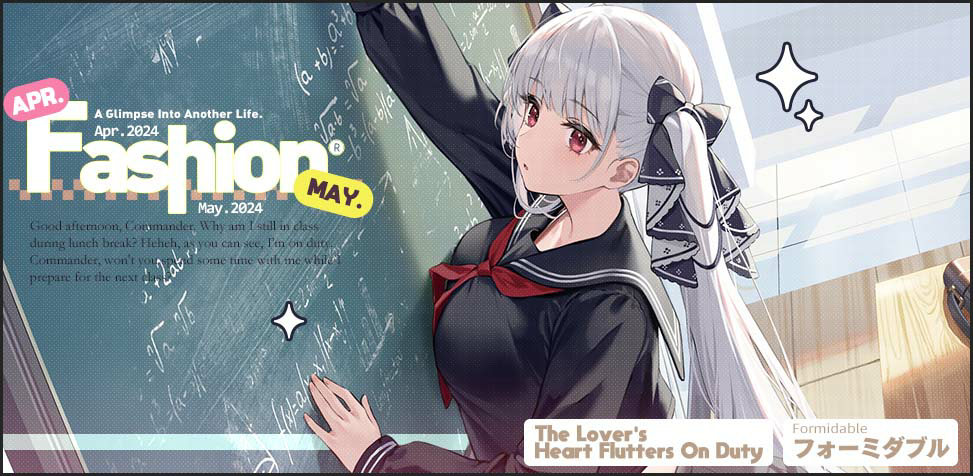 APR.
A Glimpse Into Another Life.
Apr.2024
Fashion®
MAY.
May.2024
Good afternoon, Commander. Why am I still in class
during lunch break? Heheh, as you can see, I'm on duty.
Commander, won't you spend some time with me while I
prepare for the next class?
(a+b)
The Lover's
Heart Flutters On Duty
Formidable
フォーミダブル